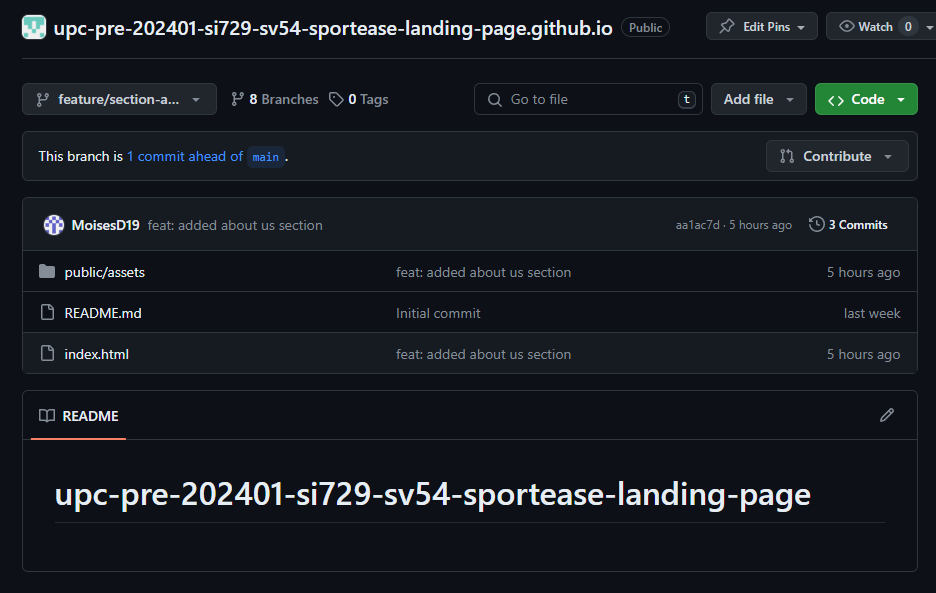 upc-pre-202401-si729-sv54-sportease-landing-page.github.io Public Edit Pins Watch 0
feature/section-a... 8 Branches 0 Tags Go to file t Add file Code
This branch is 1 commit ahead of main . Contribute
MoisesD19 feat: added about us section aa1ac7d · 5 hours ago 3 Commits
public/assets feat: added about us section 5 hours ago
README.md Initial commit last week
index.html feat: added about us section 5 hours ago
README
upc-pre-202401-si729-sv54-sportease-landing-page